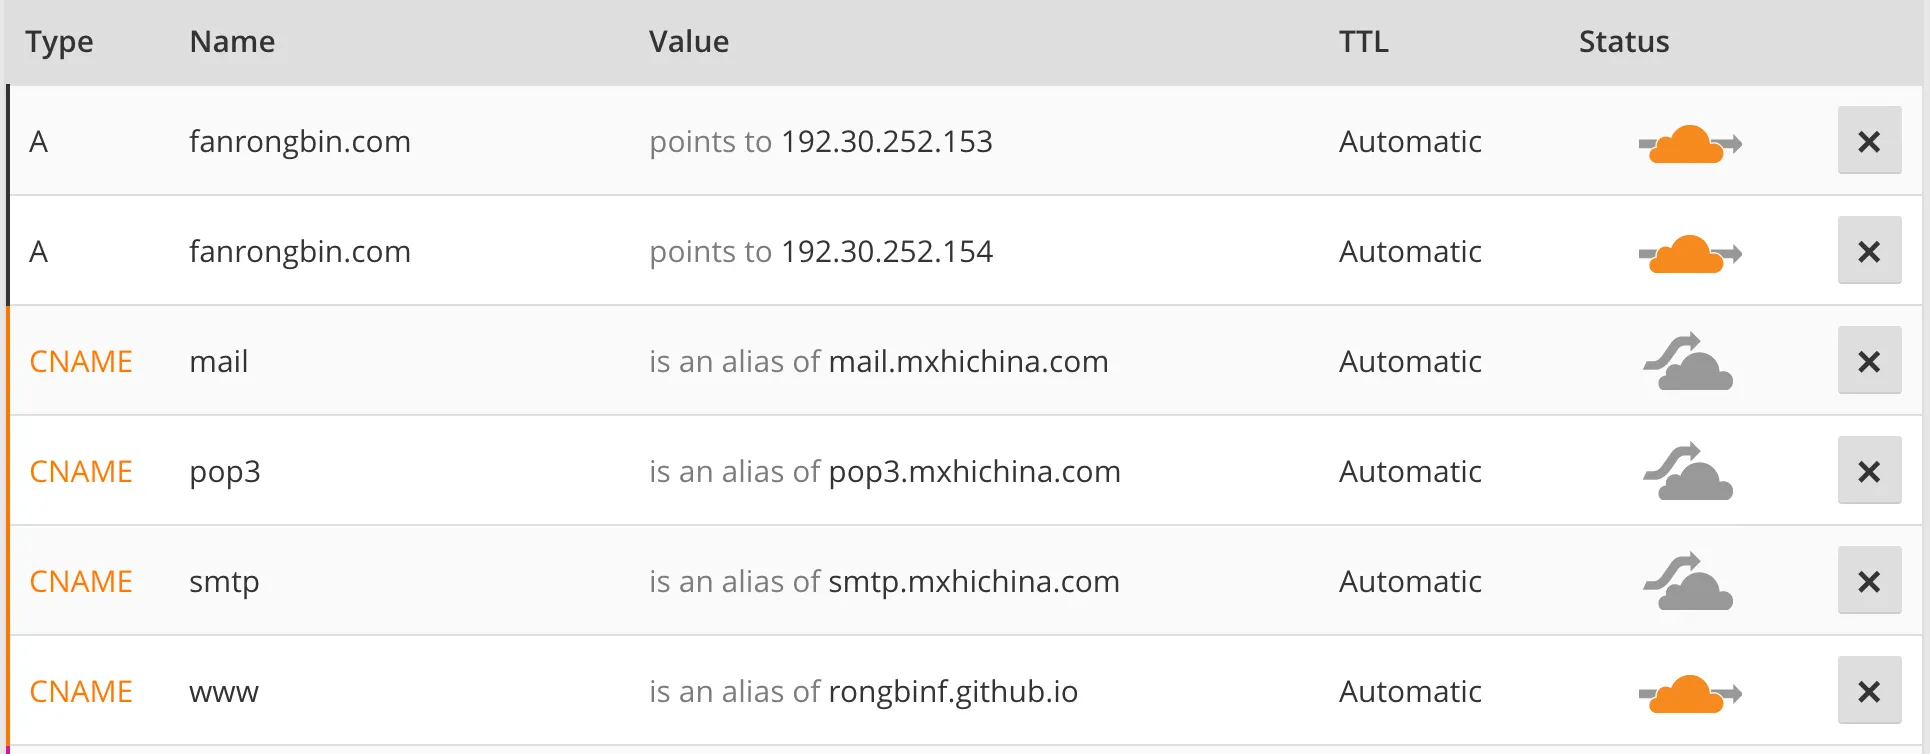 Type Name Value TTL Status
A fanrongbin.com points to 192.30.252.153 Automatic
A fanrongbin.com points to 192.30.252.154 Automatic
CNAME mail is an alias of mail.mxhichina.com Automatic
CNAME pop3 is an alias of pop3.mxhichina.com Automatic
CNAME smtp is an alias of smtp.mxhichina.com Automatic
CNAME www is an alias of rongbinf.github.io Automatic